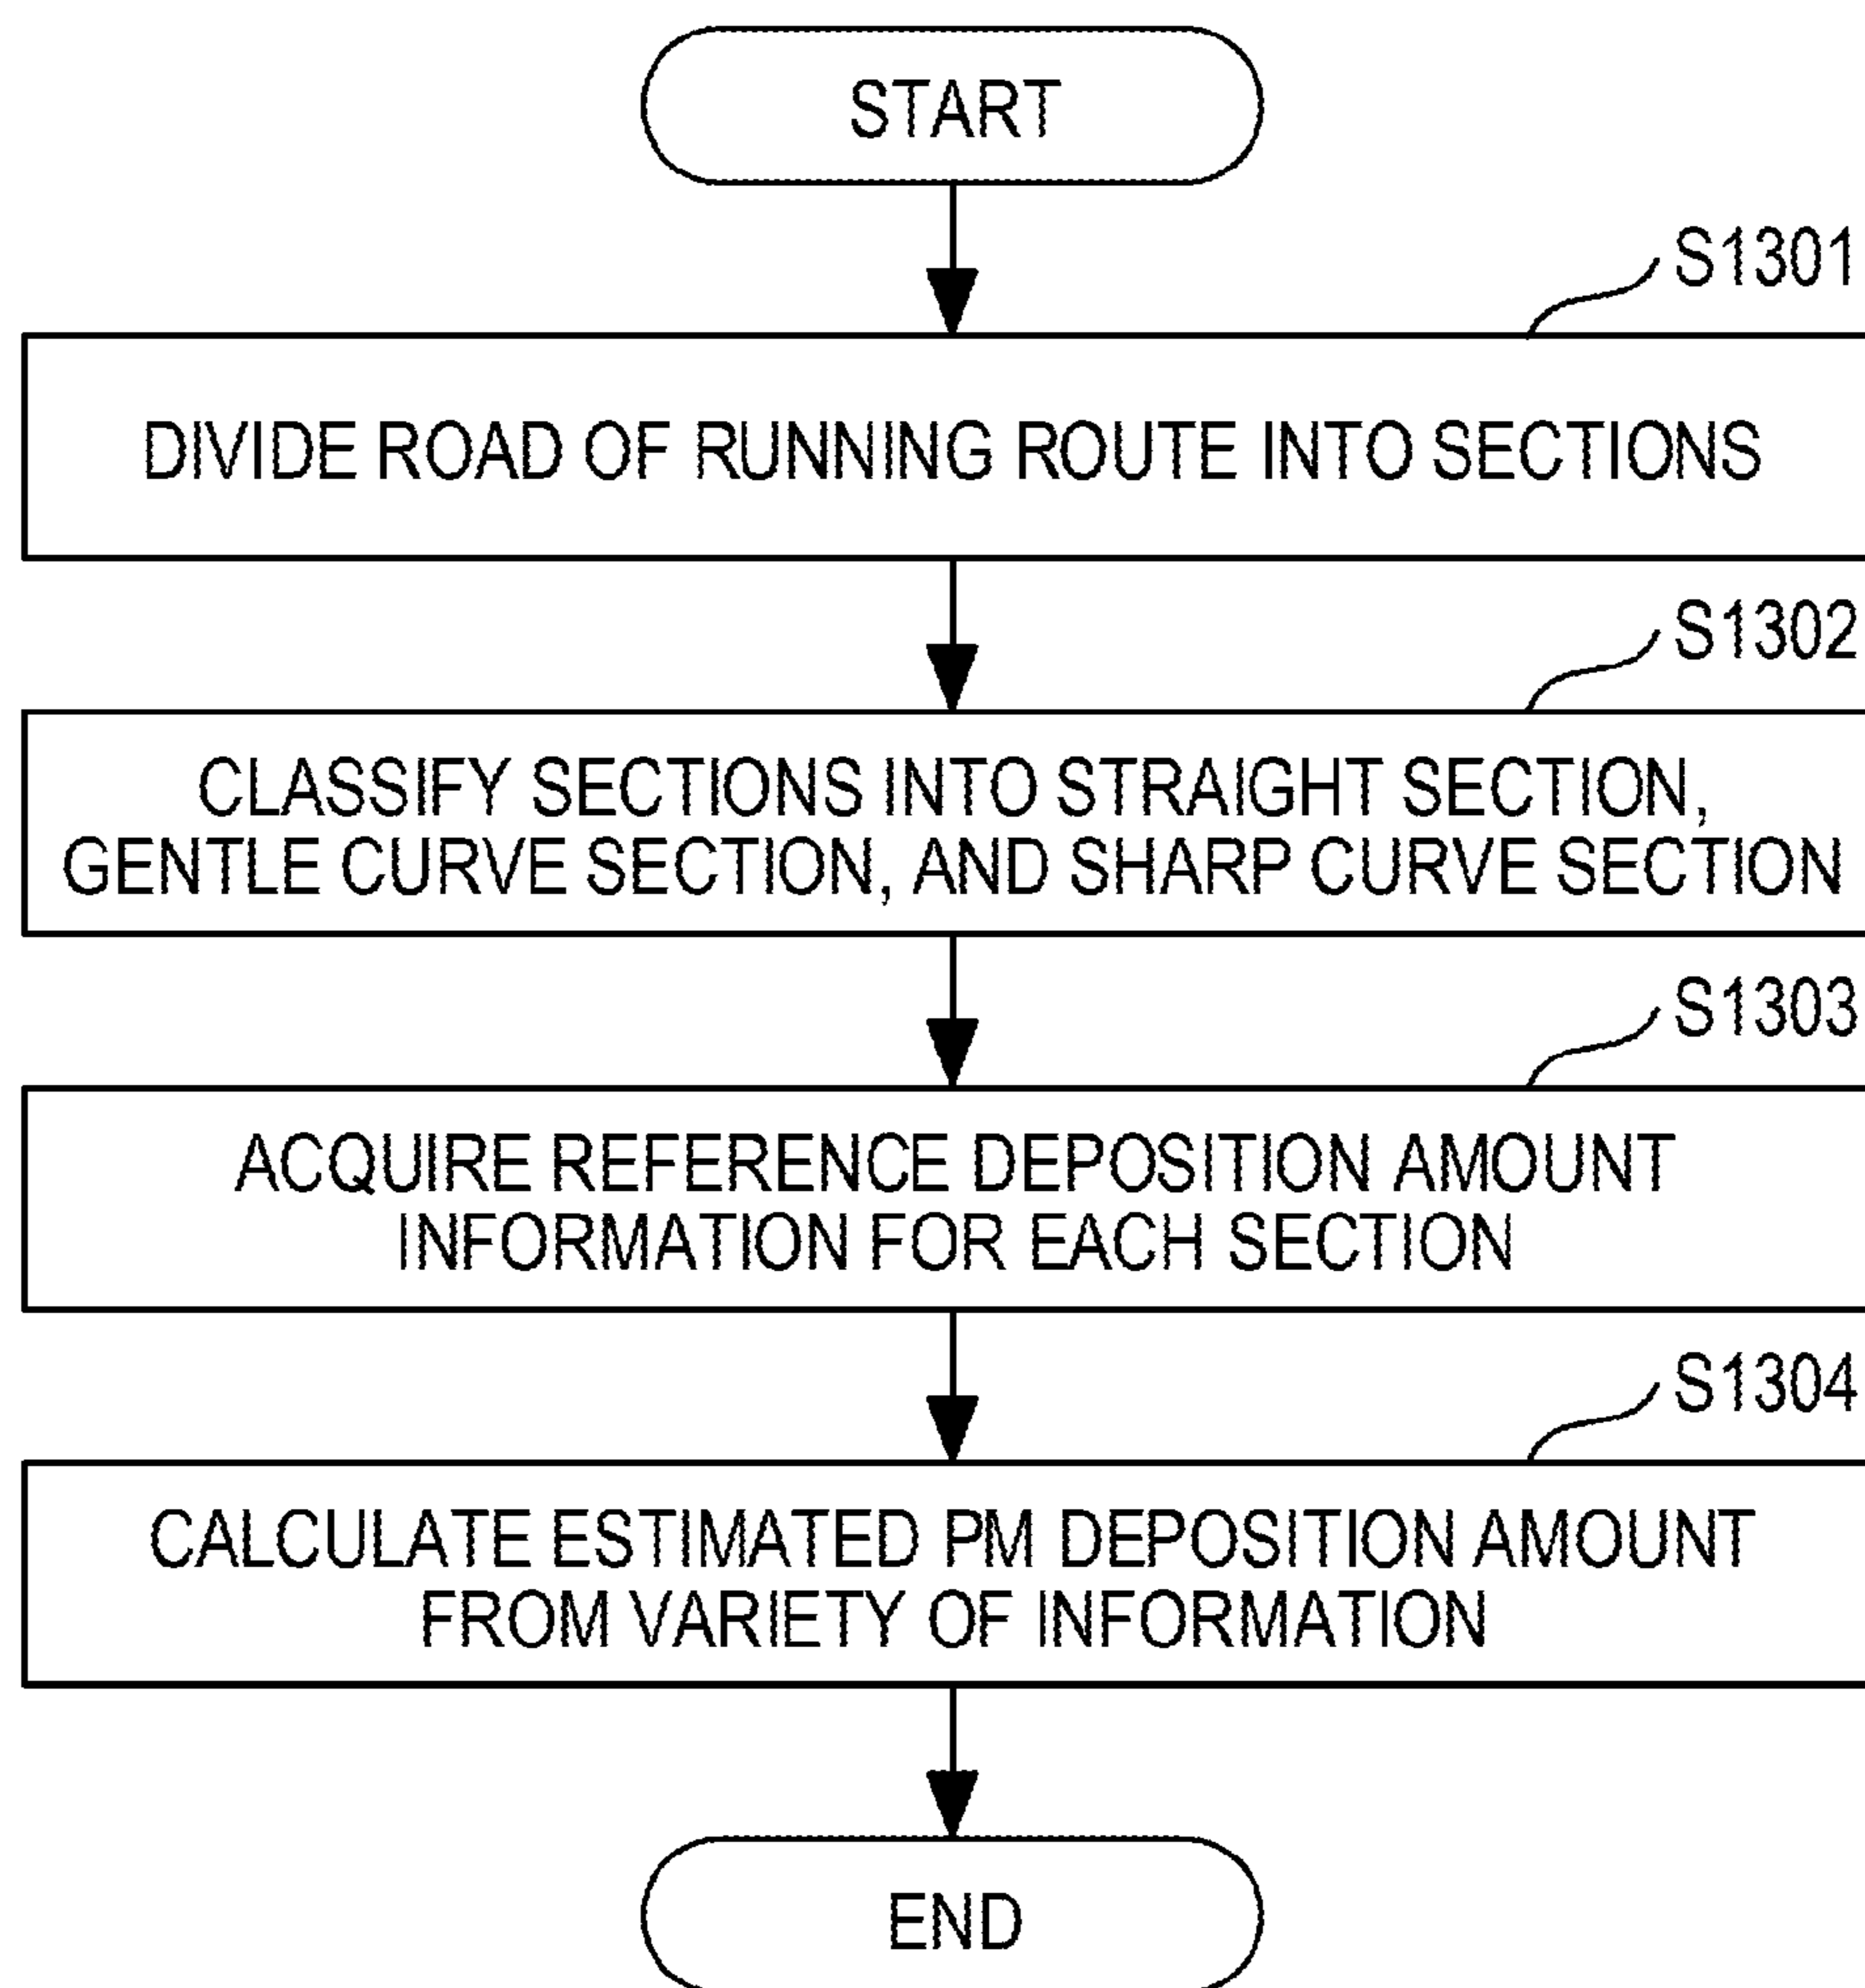 START
S1301
DIVIDE ROAD OF RUNNING ROUTE INTO SECTIONS
S1302
CLASSIFY SECTIONS INTO STRAIGHT SECTION,
GENTLE CURVE SECTION, AND SHARP CURVE SECTION
S1303
ACQUIRE REFERENCE DEPOSITION AMOUNT
INFORMATION FOR EACH SECTION
S1304
CALCULATE ESTIMATED PM DEPOSITION AMOUNT
FROM VARIETY OF INFORMATION
END